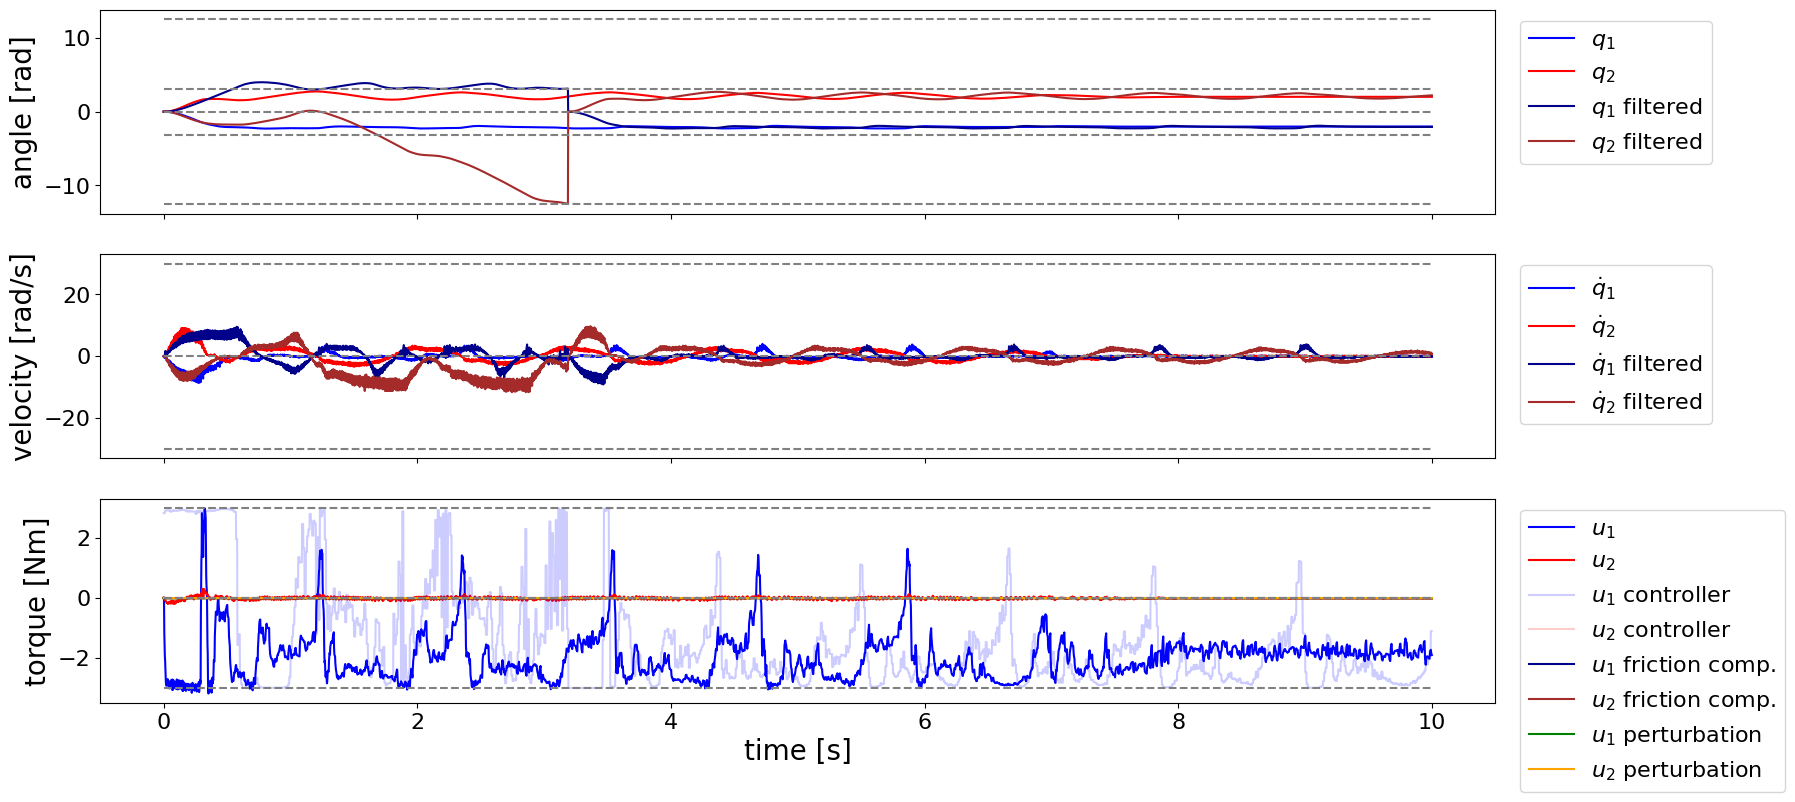 angle [rad]
10
0
−10
q₁
q₂
q₁ filtered
q₂ filtered
velocity [rad/s]
20
0
−20
q̇₁
q̇₂
q̇₁ filtered
q̇₂ filtered
torque [Nm]
2
0
−2
0
2
4
6
8
10
time [s]
u₁
u₂
u₁ controller
u₂ controller
u₁ friction comp.
u₂ friction comp.
u₁ perturbation
u₂ perturbation